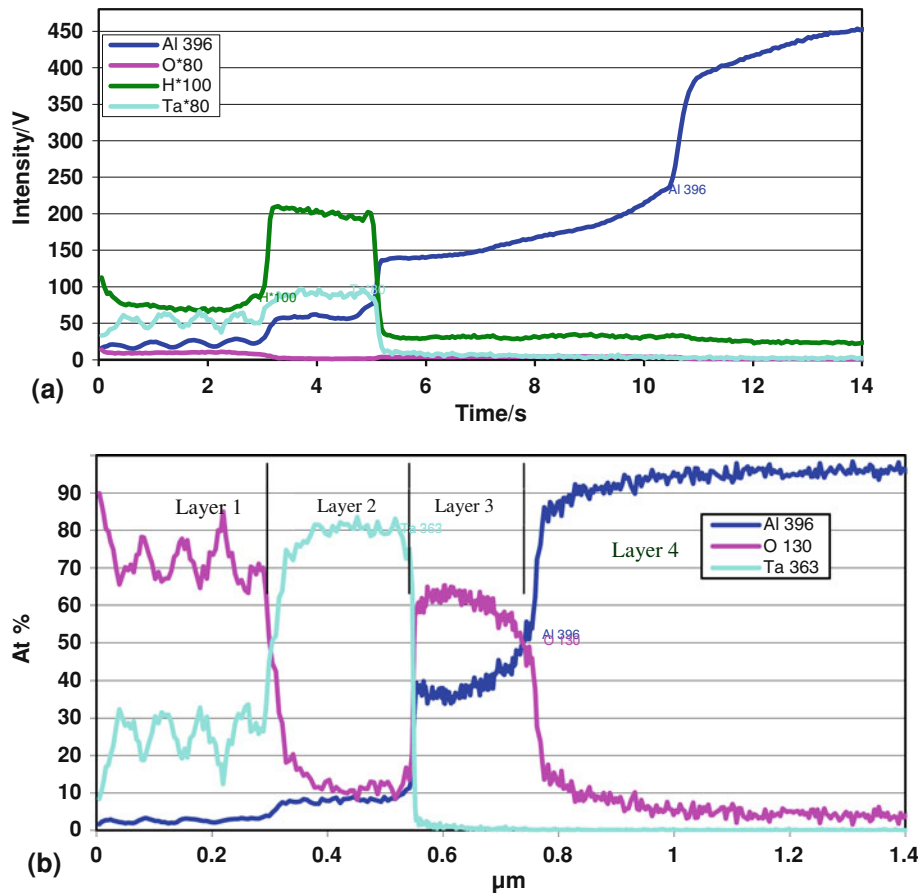 450
400
350
300
250
200
150
100
50
0
Intensity/V
Al 396
O*80
H*100
Ta*80
H*100
Al 396
0 2 4 6 8 10 12 14
Time/s
(a)
90
80
70
60
50
40
30
20
10
0
At %
Layer 1 Layer 2 Layer 3
Layer 4
Ta 363
Al 396
O 130
Al 396
O 130
Ta 363
0 0.2 0.4 0.6 0.8 1 1.2 1.4
µm
(b)